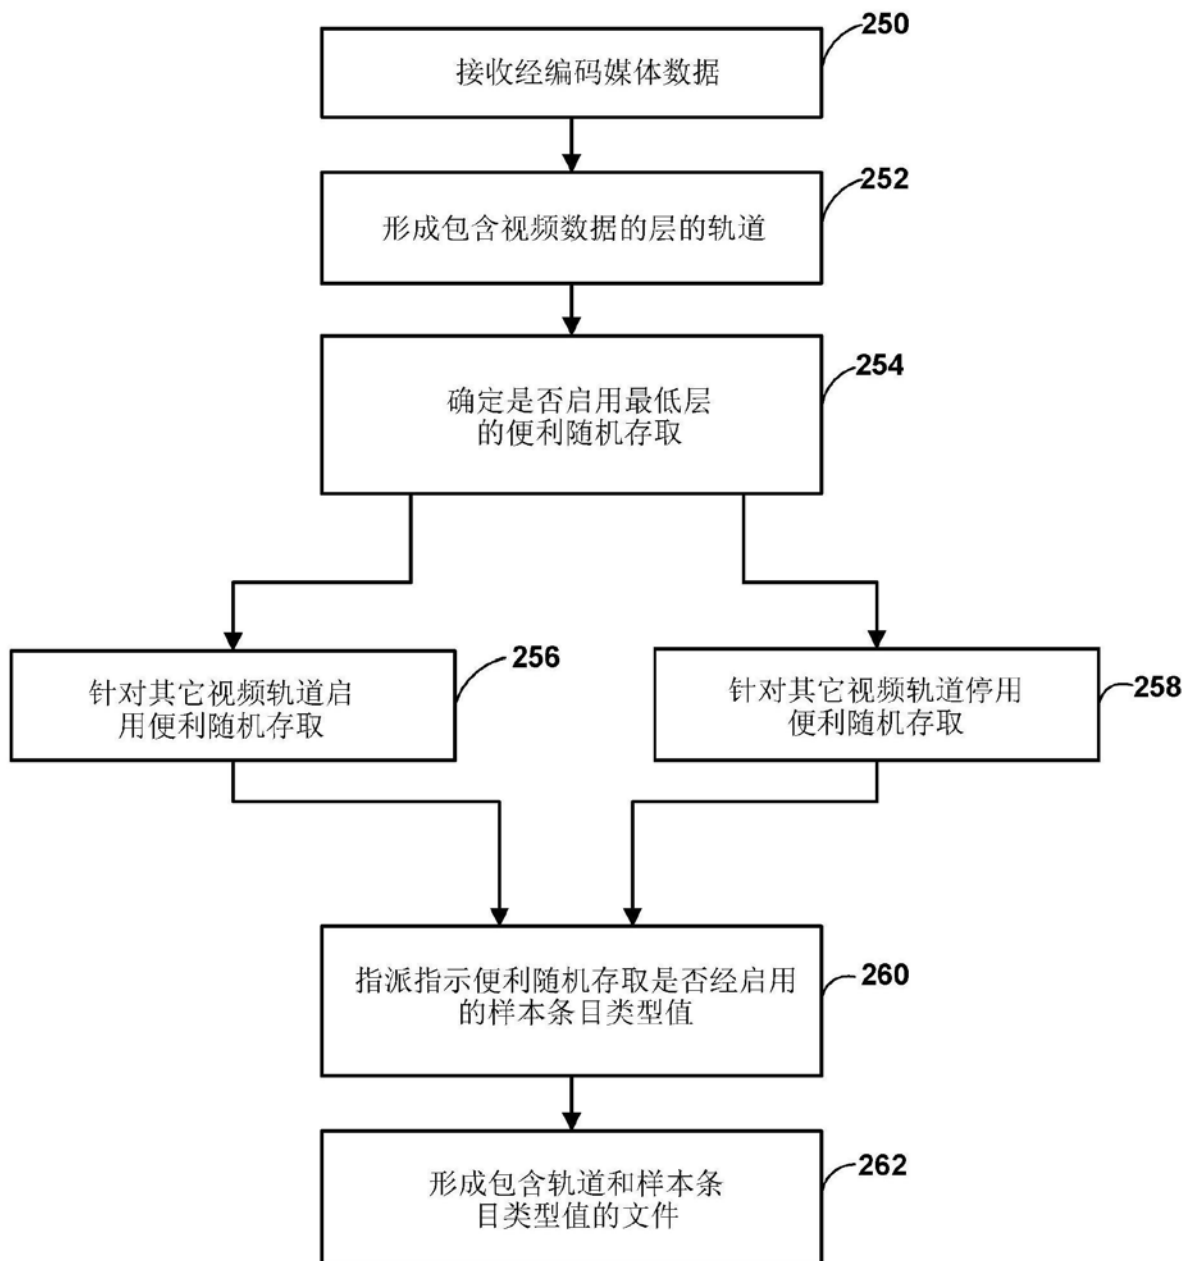 250
接收经编码媒体数据
252
形成包含视频数据的层的轨道
254
确定是否启用最低层
的便利随机存取
256
针对其它视频轨道启
用便利随机存取
258
针对其它视频轨道停用
便利随机存取
260
指派指示便利随机存取是否经启用
的样本条目类型值
262
形成包含轨道和样本条
目类型值的文件